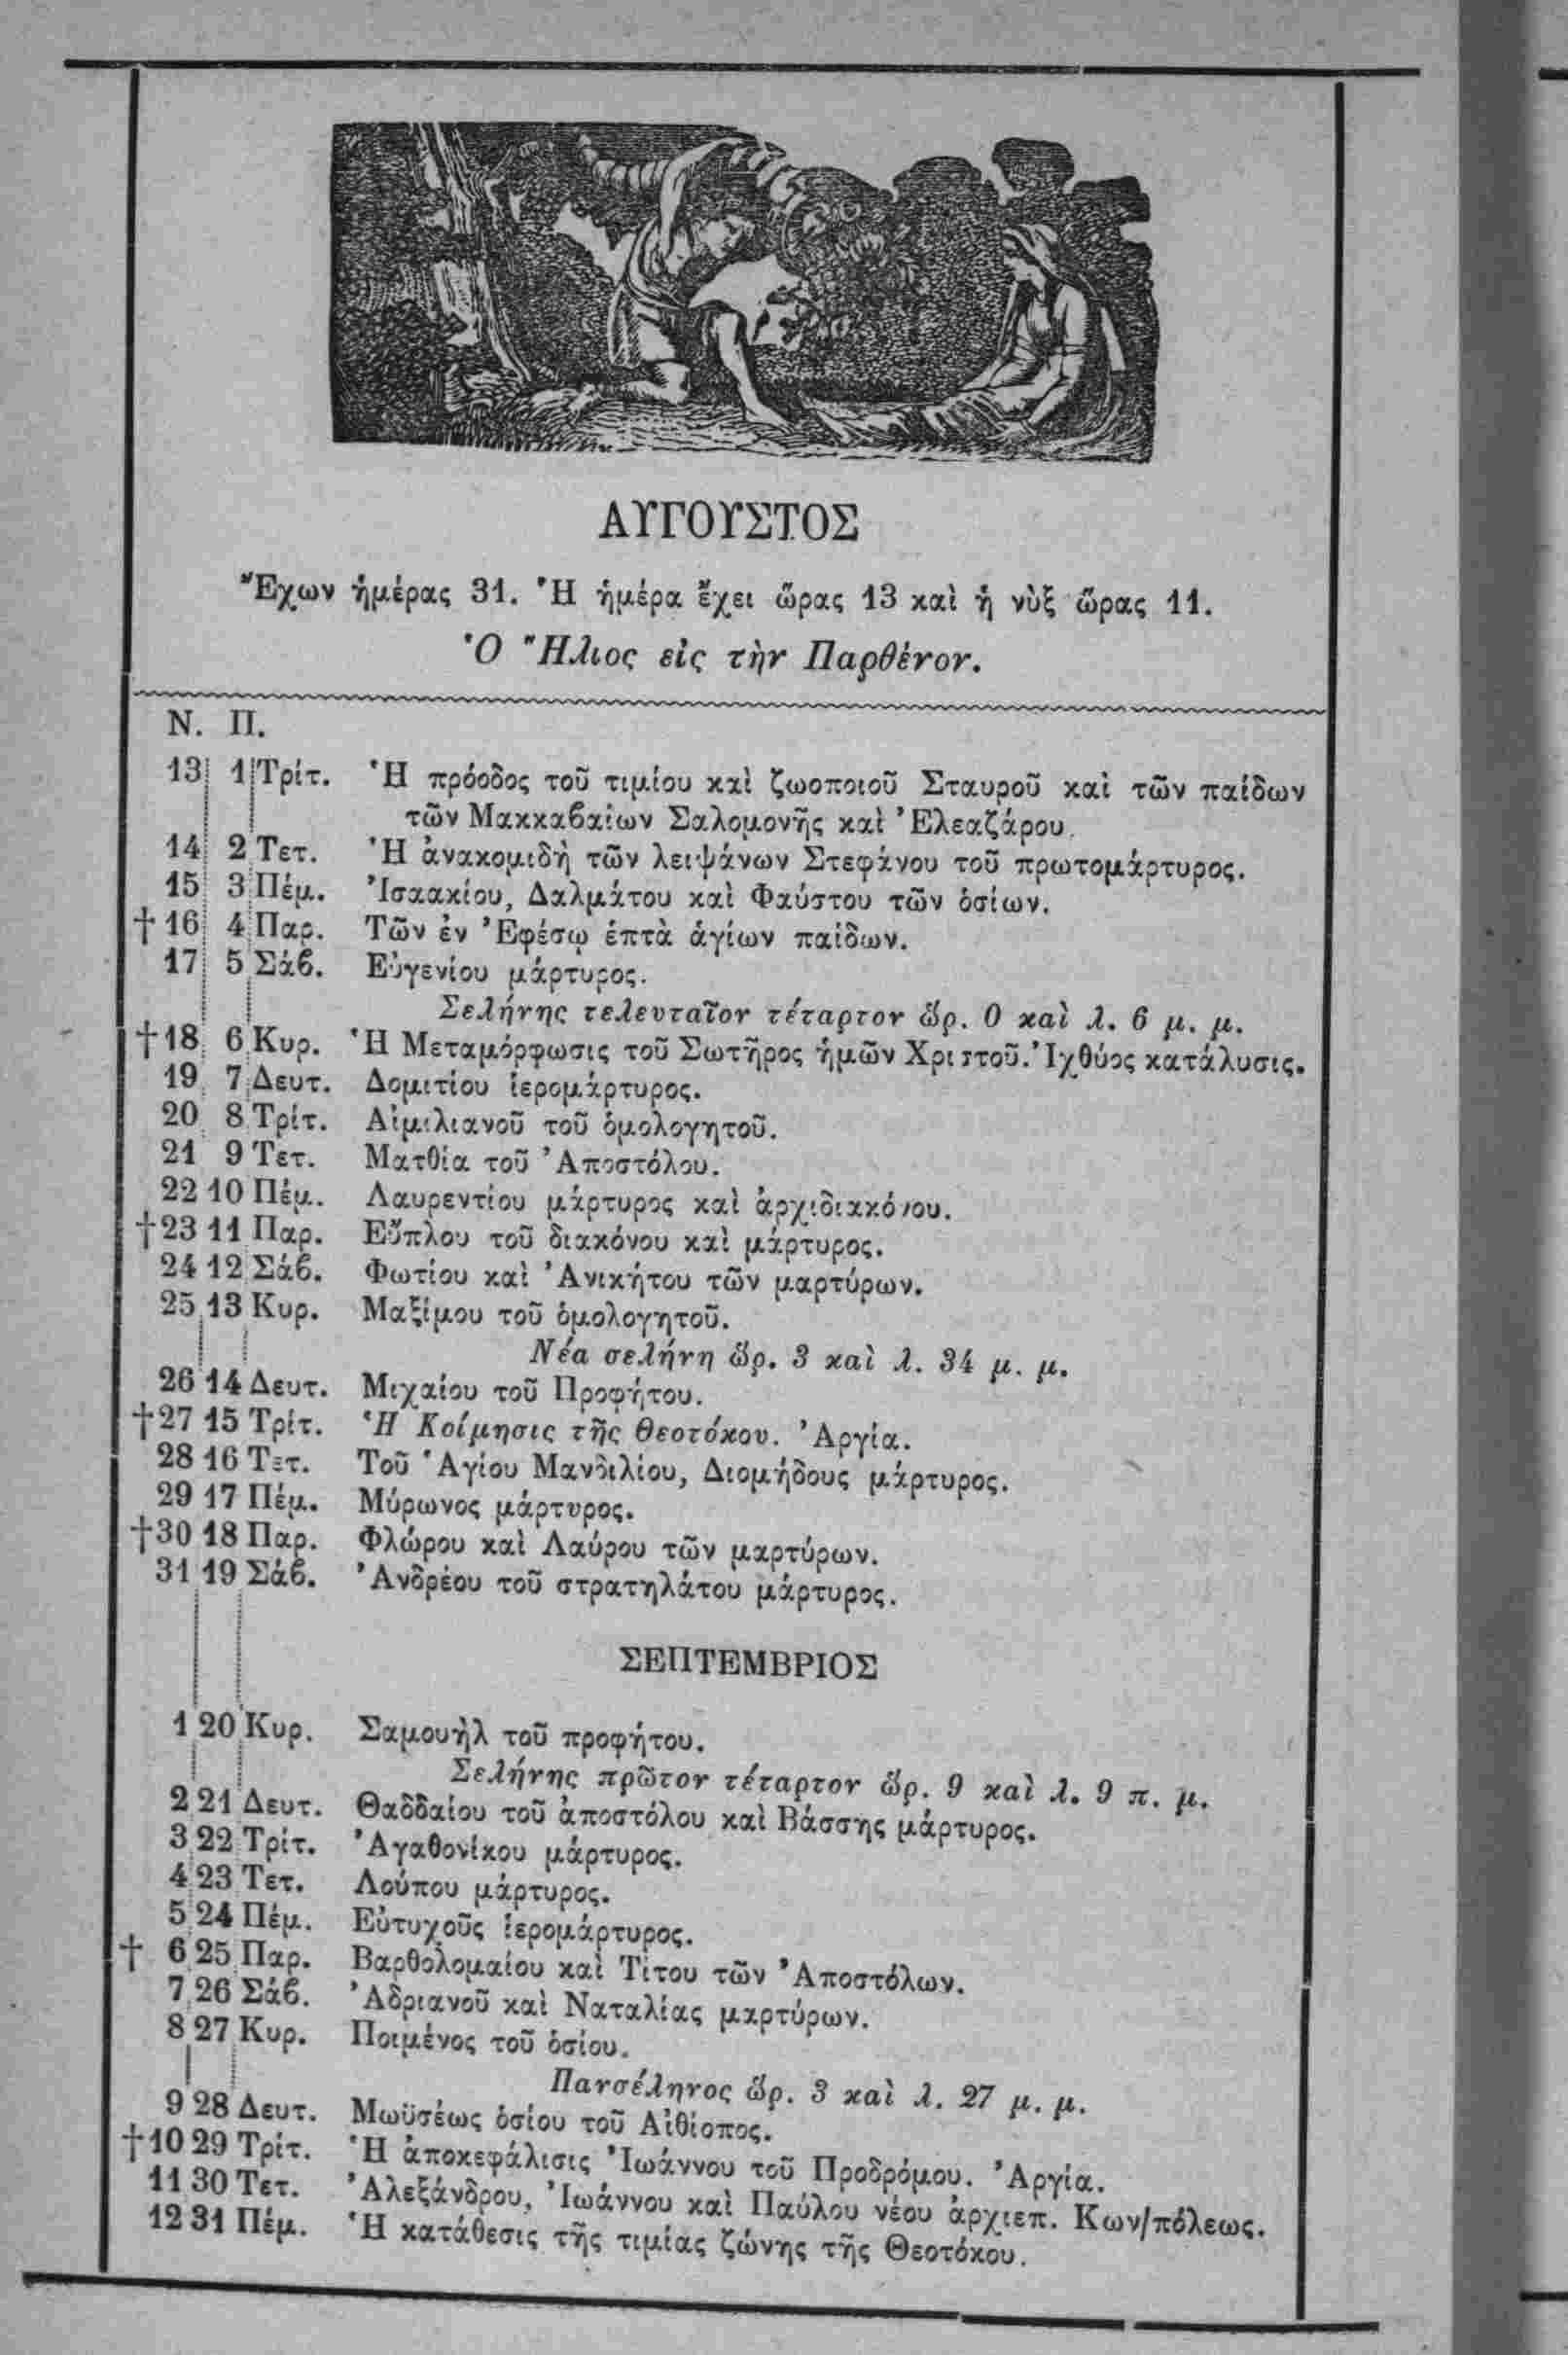 ΑΥΓΟΥΣΤΟΣ
Ἔχων ἡμέρας 31. Ἡ ἡμέρα ἔχει ὥρας 13 καὶ ἡ νὺξ ὥρας 11.
Ὁ Ἥλιος εἰς τὴν Παρθένον.
Ν. Π.
13 1 Τρίτ. Ἡ πρόοδος τοῦ τιμίου καὶ ζωοποιοῦ Σταυροῦ καὶ τῶν παίδων
τῶν Μακκαβαίων Σαλομονῆς καὶ Ἐλεαζάρου.
14 2 Τετ. Ἡ ἀνακομιδὴ τῶν λειψάνων Στεφάνου τοῦ πρωτομάρτυρος.
15 3 Πέμ. Ἰσαακίου, Δαλμάτου καὶ Φαύστου τῶν ὁσίων.
†16 4 Παρ. Τῶν ἐν Ἐφέσῳ ἑπτὰ ἁγίων παίδων.
17 5 Σάβ. Εὐγενίου μάρτυρος.
Σελήνης τελευταῖον τέταρτον ὥρ. 0 καὶ λ. 6 μ. μ.
†18 6 Κυρ. Ἡ Μεταμόρφωσις τοῦ Σωτῆρος ἡμῶν Χριστοῦ. Ἰχθύος κατάλυσις.
19 7 Δευτ. Δομιτίου ἱερομάρτυρος.
20 8 Τρίτ. Αἰμιλιανοῦ τοῦ ὁμολογητοῦ.
21 9 Τετ. Ματθία τοῦ Ἀποστόλου.
22 10 Πέμ. Λαυρεντίου μάρτυρος καὶ ἀρχιδιακόνου.
†23 11 Παρ. Εὔπλου τοῦ διακόνου καὶ μάρτυρος.
24 12 Σάβ. Φωτίου καὶ Ἀνικήτου τῶν μαρτύρων.
25 13 Κυρ. Μαξίμου τοῦ ὁμολογητοῦ.
Νέα σελήνη ὥρ. 3 καὶ λ. 34 μ. μ.
26 14 Δευτ. Μιχαίου τοῦ Προφήτου.
†27 15 Τρίτ. Ἡ Κοίμησις τῆς Θεοτόκου. Ἀργία.
28 16 Τετ. Τοῦ Ἁγίου Μανδιλίου, Διομήδους μάρτυρος.
29 17 Πέμ. Μύρωνος μάρτυρος.
†30 18 Παρ. Φλώρου καὶ Λαύρου τῶν μαρτύρων.
31 19 Σάβ. Ἀνδρέου τοῦ στρατηλάτου μάρτυρος.
ΣΕΠΤΕΜΒΡΙΟΣ
1 20 Κυρ. Σαμουὴλ τοῦ προφήτου.
Σελήνης πρῶτον τέταρτον ὥρ. 9 καὶ λ. 9 π. μ.
2 21 Δευτ. Θαδδαίου τοῦ ἀποστόλου καὶ Βάσσης μάρτυρος.
3 22 Τρίτ. Ἀγαθονίκου μάρτυρος.
4 23 Τετ. Λούπου μάρτυρος.
5 24 Πέμ. Εὐτυχοῦς ἱερομάρτυρος.
† 6 25 Παρ. Βαρθολομαίου καὶ Τίτου τῶν Ἀποστόλων.
7 26 Σάβ. Ἀδριανοῦ καὶ Ναταλίας μαρτύρων.
8 27 Κυρ. Ποιμένος τοῦ ὁσίου.
Πανσέληνος ὥρ. 3 καὶ λ. 27 μ. μ.
9 28 Δευτ. Μωϋσέως ὁσίου τοῦ Αἰθίοπος.
†10 29 Τρίτ. Ἡ ἀποκεφάλισις Ἰωάννου τοῦ Προδρόμου. Ἀργία.
11 30 Τετ. Ἀλεξάνδρου, Ἰωάννου καὶ Παύλου νέου ἀρχιεπ. Κων/πόλεως.
12 31 Πέμ. Ἡ κατάθεσις τῆς τιμίας ζώνης τῆς Θεοτόκου.